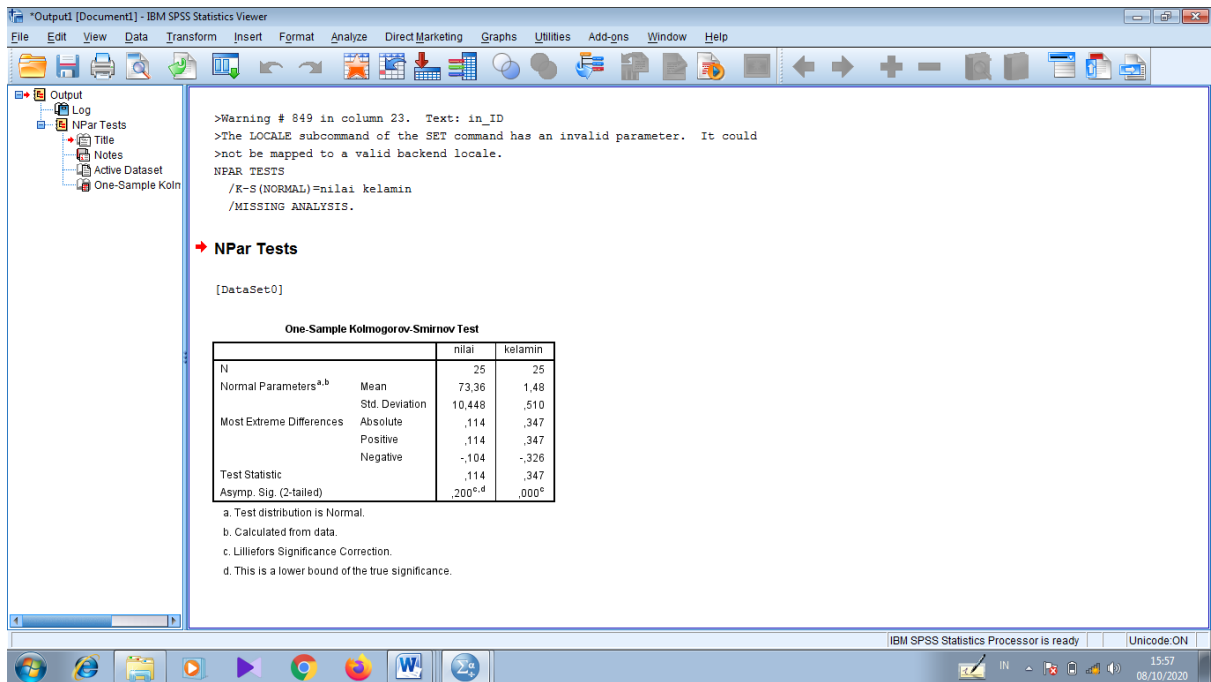 *Output1 [Document1] - IBM SPSS Statistics Viewer
File Edit View Data Transform Insert Format Analyze Direct Marketing Graphs Utilities Add-ons Window Help
Output
Log
NPar Tests
Title
Notes
Active Dataset
One-Sample Koln
>Warning # 849 in column 23. Text: in_ID
>The LOCALE subcommand of the SET command has an invalid parameter. It could
>not be mapped to a valid backend locale.
NPAR TESTS
/K-S(NORMAL)=nilai kelamin
/MISSING ANALYSIS.
NPar Tests
[DataSet0]
One-Sample Kolmogorov-Smirnov Test
nilai kelamin
N 25 25
Normal Parameters a,b Mean 73,36 1,48
Std. Deviation 10,448 ,510
Most Extreme Differences Absolute ,114 ,347
Positive ,114 ,347
Negative -,104 -,326
Test Statistic ,114 ,347
Asymp. Sig. (2-tailed) ,200 c,d ,000 c
a. Test distribution is Normal.
b. Calculated from data.
c. Lilliefors Significance Correction.
d. This is a lower bound of the true significance.
IBM SPSS Statistics Processor is ready Unicode:ON
IN 15:57
08/10/2020